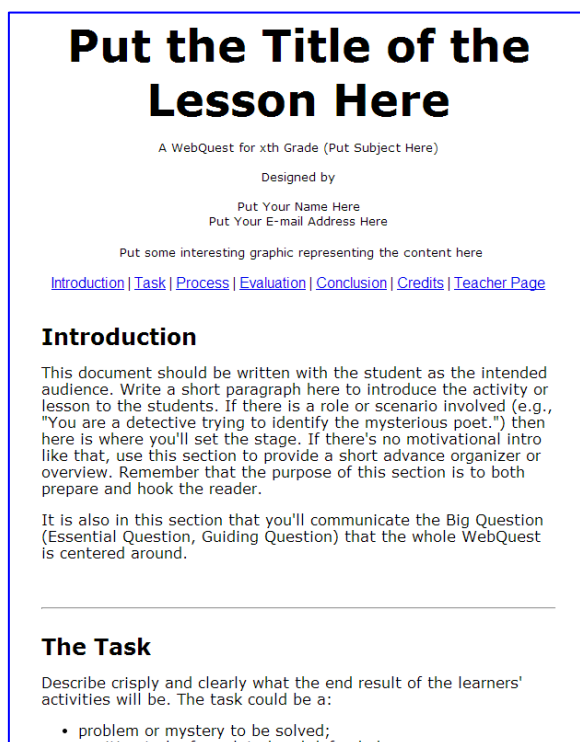 Put the Title of the
Lesson Here
A WebQuest for xth Grade (Put Subject Here)
Designed by
Put Your Name Here
Put Your E-mail Address Here
Put some interesting graphic representing the content here
Introduction | Task | Process | Evaluation | Conclusion | Credits | Teacher Page
Introduction
This document should be written with the student as the intended
audience. Write a short paragraph here to introduce the activity or
lesson to the students. If there is a role or scenario involved (e.g.,
"You are a detective trying to identify the mysterious poet.") then
here is where you'll set the stage. If there's no motivational intro
like that, use this section to provide a short advance organizer or
overview. Remember that the purpose of this section is to both
prepare and hook the reader.
It is also in this section that you'll communicate the Big Question
(Essential Question, Guiding Question) that the whole WebQuest
is centered around.
The Task
Describe crisply and clearly what the end result of the learners'
activities will be. The task could be a:
• problem or mystery to be solved;